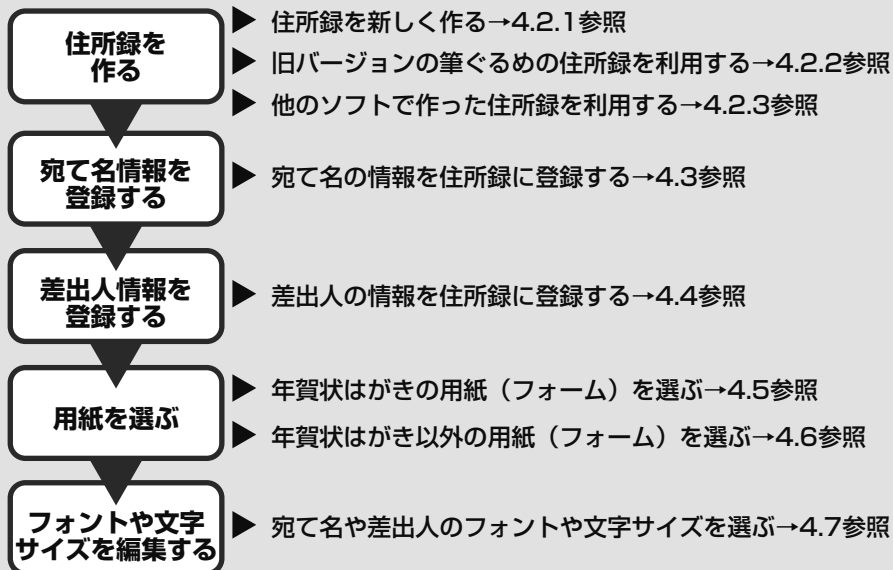 住所録を
作る
▶ 住所録を新しく作る→4.2.1参照
▶ 旧バージョンの筆ぐるめの住所録を利用する→4.2.2参照
▶ 他のソフトで作った住所録を利用する→4.2.3参照
宛て名情報を
登録する
▶ 宛て名の情報を住所録に登録する→4.3参照
差出人情報を
登録する
▶ 差出人の情報を住所録に登録する→4.4参照
用紙を選ぶ
▶ 年賀状はがきの用紙（フォーム）を選ぶ→4.5参照
▶ 年賀状はがき以外の用紙（フォーム）を選ぶ→4.6参照
フォントや文字
サイズを編集する
▶ 宛て名や差出人のフォントや文字サイズを選ぶ→4.7参照